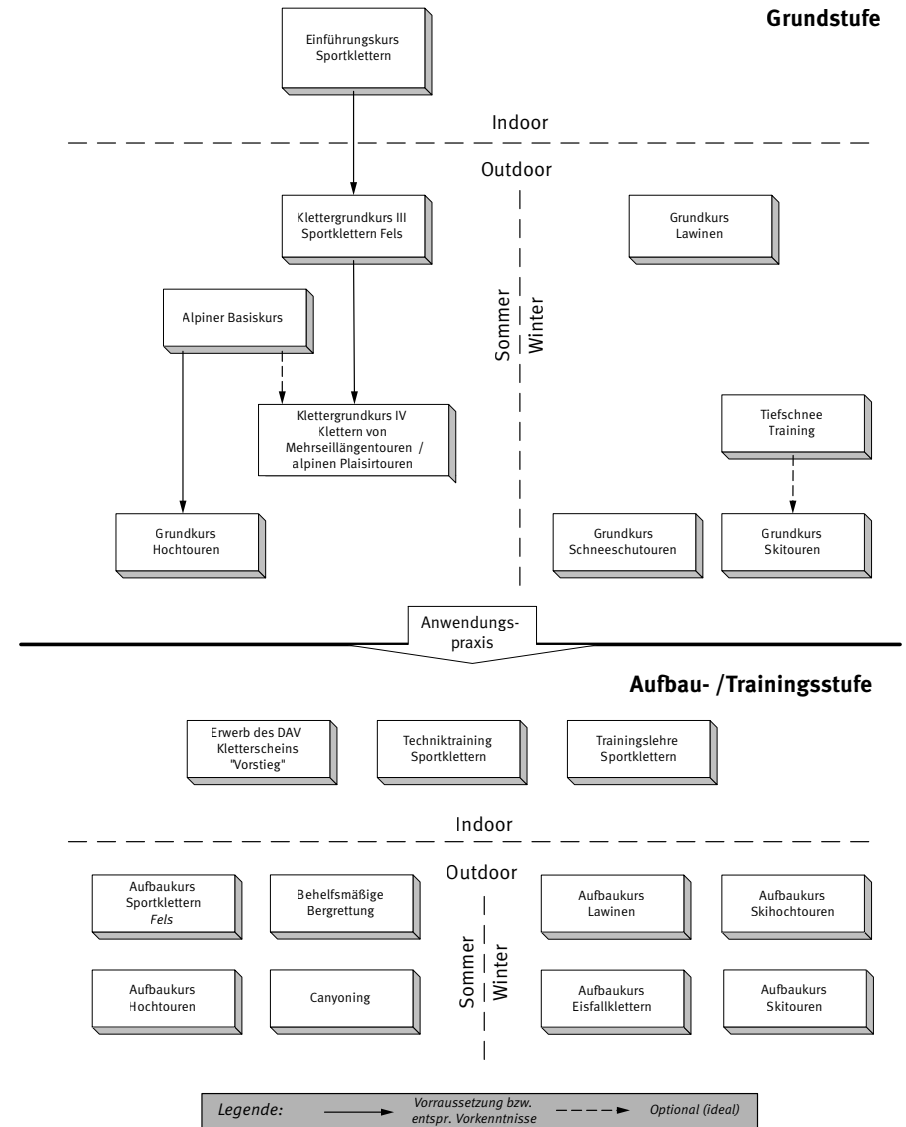 Grundstufe
Einführungskurs
Sportklettern
Indoor
Outdoor
Klettergrundkurs III
Sportklettern Fels
Grundkurs
Lawinen
Sommer
Winter
Alpiner Basiskurs
Klettergrundkurs IV
Klettern von
Mehrseillängentouren /
alpinen Plaisirtouren
Tiefschnee
Training
Grundkurs
Hochtouren
Grundkurs
Schneeschutouren
Grundkurs
Skitouren
Anwendungs-
praxis
Aufbau- /Trainingsstufe
Erwerb des DAV
Kletterscheins
"Vorstieg"
Techniktraining
Sportklettern
Trainingslehre
Sportklettern
Indoor
Outdoor
Aufbaukurs
Sportklettern
Fels
Behelfsmäßige
Bergrettung
Sommer
Winter
Aufbaukurs
Lawinen
Aufbaukurs
Skihochtouren
Aufbaukurs
Hochtouren
Canyoning
Aufbaukurs
Eisfallklettern
Aufbaukurs
Skitouren
Legende:
Vorraussetzung bzw.
entspr. Vorkenntnisse
Optional (ideal)